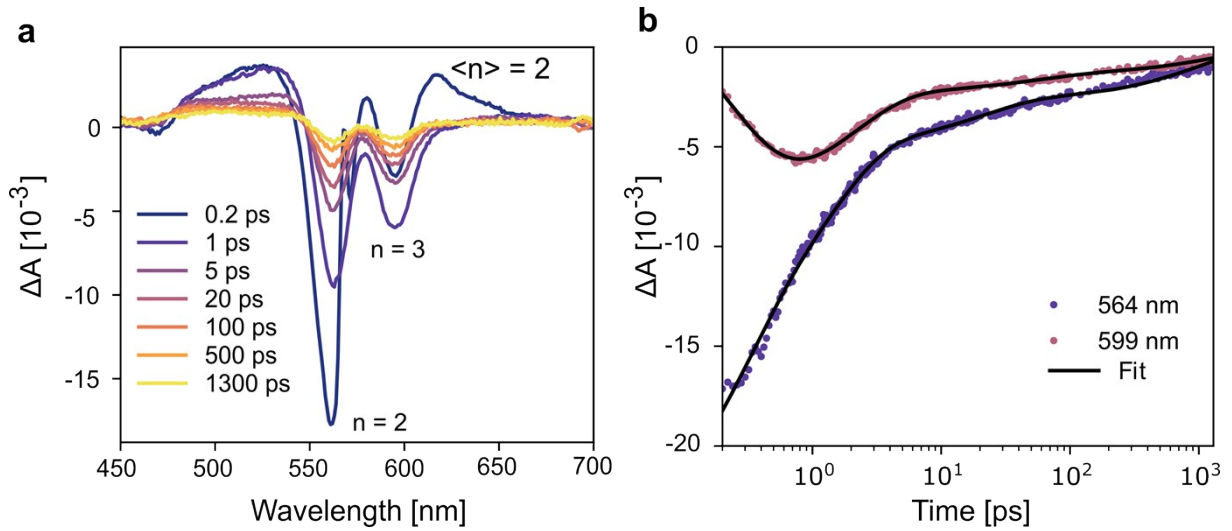 a
<n> = 2
0
-5
-10
-15
ΔA [10⁻³]
0.2 ps
1 ps
5 ps
20 ps
100 ps
500 ps
1300 ps
n = 3
n = 2
450 500 550 600 650 700
Wavelength [nm]
b
0
-5
-10
-15
-20
ΔA [10⁻³]
564 nm
599 nm
Fit
10⁰ 10¹ 10² 10³
Time [ps]